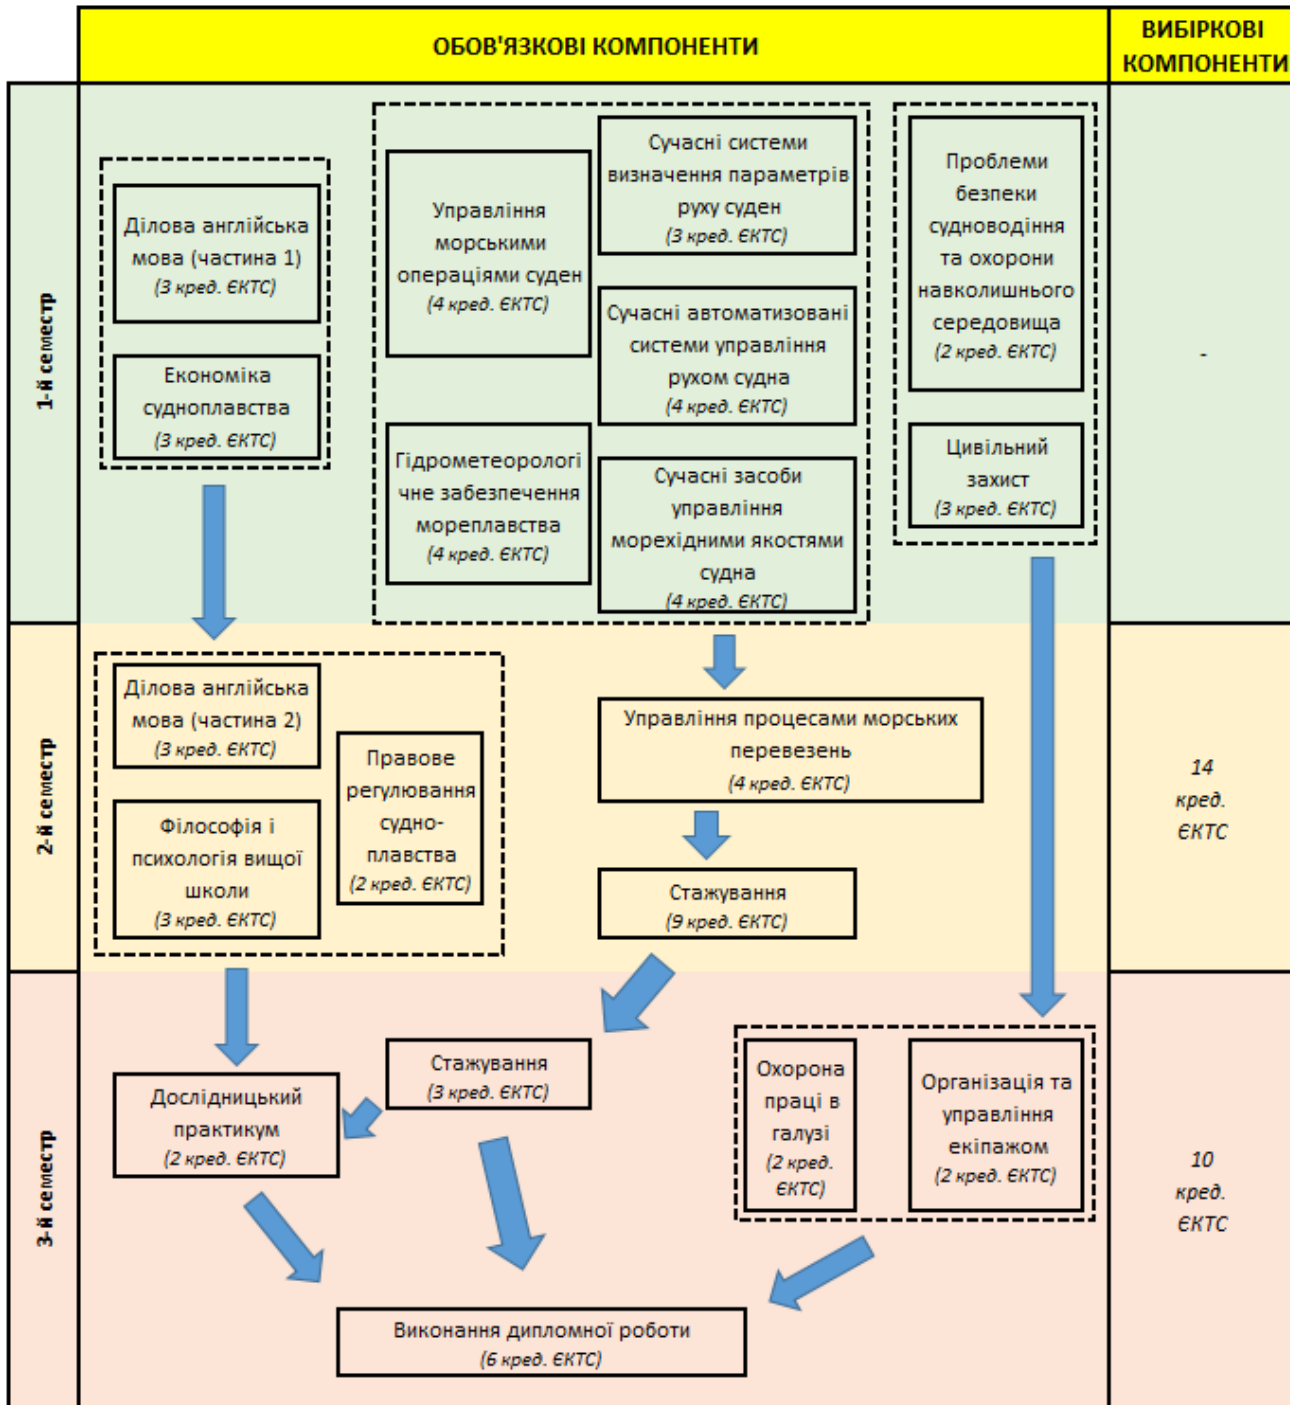 ОБОВ'ЯЗКОВІ КОМПОНЕНТИ
ВИБІРКОВІ
КОМПОНЕНТИ
1-й семестр
Ділова англійська
мова (частина 1)
(3 кред. ЄКТС)
Економіка
судноплавства
(3 кред. ЄКТС)
Управління
морськими
операціями суден
(4 кред. ЄКТС)
Гідрометеорологі
чне забезпечення
мореплавства
(4 кред. ЄКТС)
Сучасні системи
визначення параметрів
руху суден
(3 кред. ЄКТС)
Сучасні автоматизовані
системи управління
рухом судна
(4 кред. ЄКТС)
Сучасні засоби
управління
морехідними якостями
судна
(4 кред. ЄКТС)
Проблеми
безпеки
судноводіння
та охорони
навколишнього
середовища
(2 кред. ЄКТС)
Цивільний
захист
(3 кред. ЄКТС)
-
2-й семестр
Ділова англійська
мова (частина 2)
(3 кред. ЄКТС)
Філософія і
психологія вищої
школи
(3 кред. ЄКТС)
Правове
регулювання
судно-
плавства
(2 кред. ЄКТС)
Управління процесами морських
перевезень
(4 кред. ЄКТС)
Стажування
(9 кред. ЄКТС)
14
кред.
ЄКТС
3-й семестр
Дослідницький
практикум
(2 кред. ЄКТС)
Стажування
(3 кред. ЄКТС)
Охорона
праці в
галузі
(2 кред.
ЄКТС)
Організація та
управління
екіпажом
(2 кред. ЄКТС)
Виконання дипломної роботи
(6 кред. ЄКТС)
10
кред.
ЄКТС